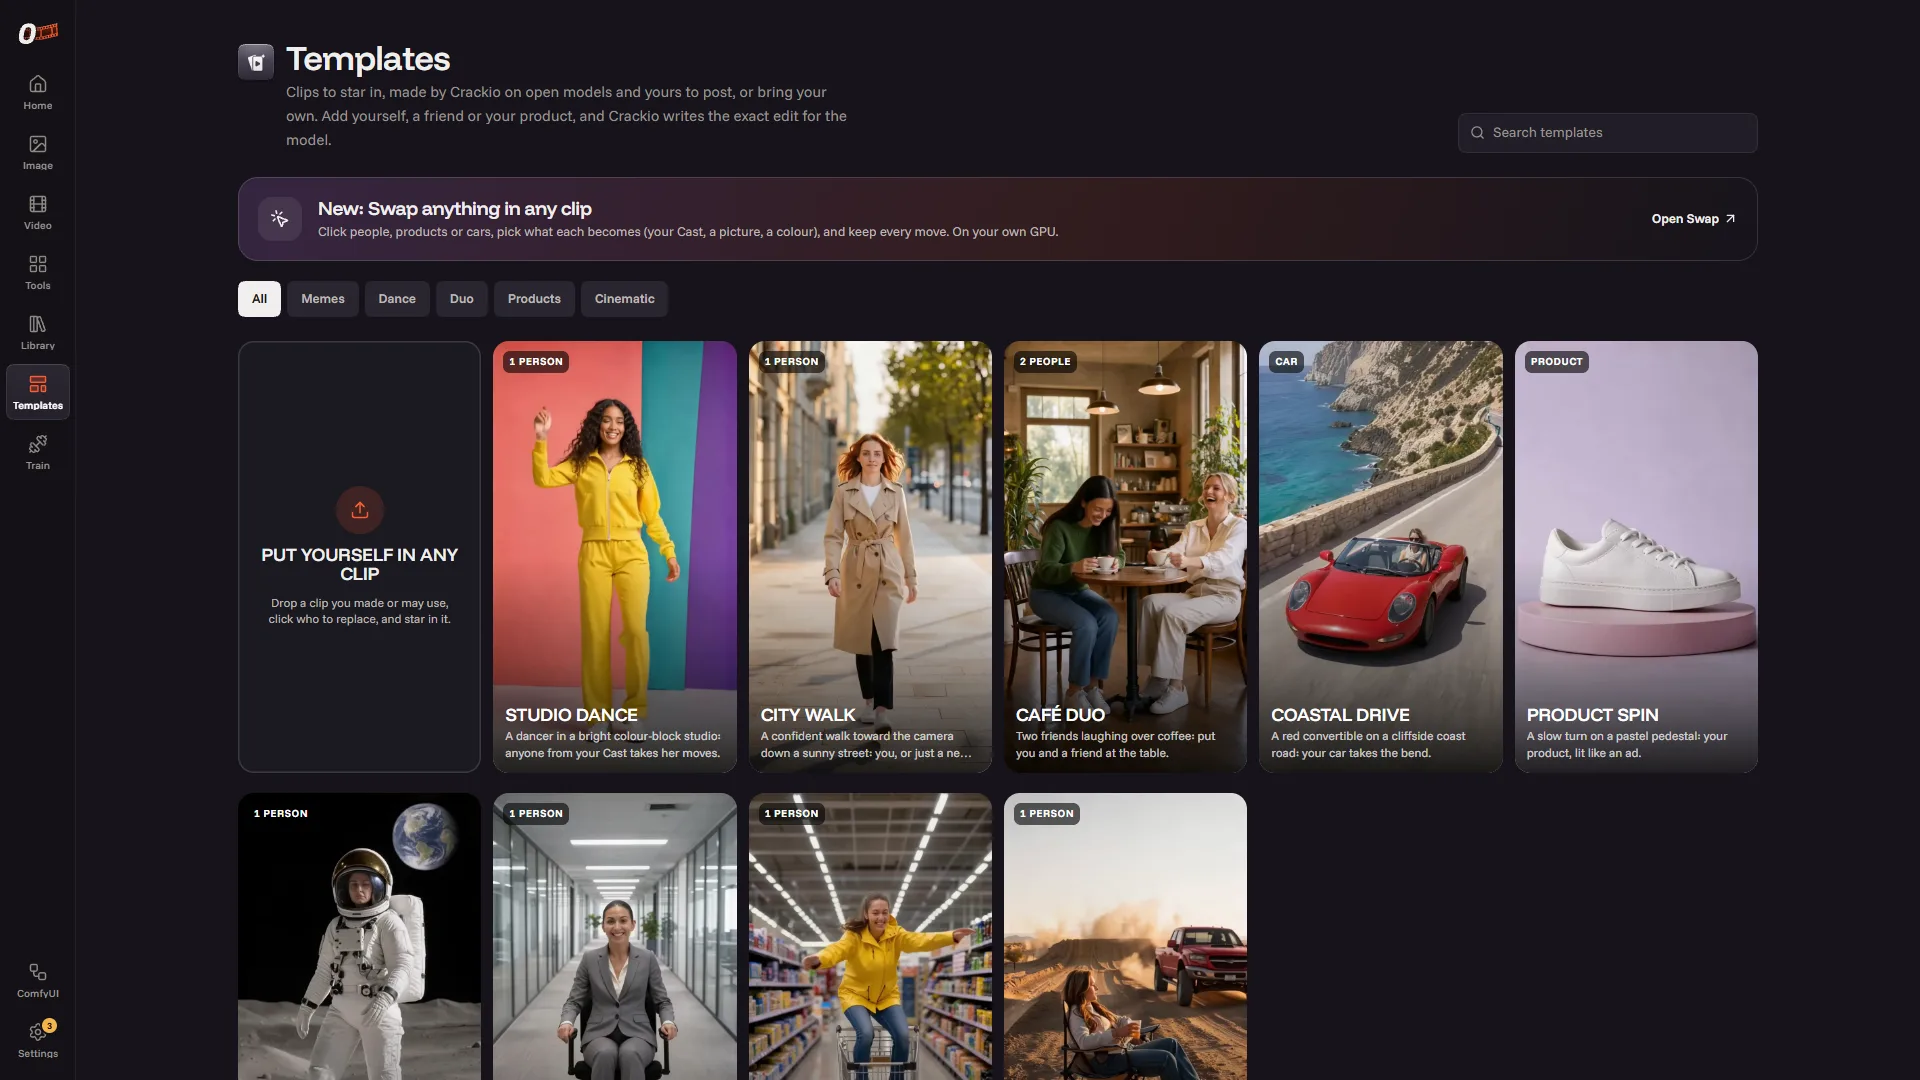 Home
Image
Video
Tools
Library
Templates
Train
ComfyUI
3
Settings
Templates
Clips to star in, made by Crackio on open models and yours to post, or bring your
own. Add yourself, a friend or your product, and Crackio writes the exact edit for the
model.
Search templates
New: Swap anything in any clip
Click people, products or cars, pick what each becomes (your Cast, a picture, a colour), and keep every move. On your own GPU.
Open Swap
All
Memes
Dance
Duo
Products
Cinematic
PUT YOURSELF IN ANY
CLIP
Drop a clip you made or may use,
click who to replace, and star in it.
1 PERSON
STUDIO DANCE
A dancer in a bright colour-block studio:
anyone from your Cast takes her moves.
1 PERSON
CITY WALK
A confident walk toward the camera
down a sunny street: you, or just a ne...
2 PEOPLE
CAFÉ DUO
Two friends laughing over coffee: put
you and a friend at the table.
CAR
COASTAL DRIVE
A red convertible on a cliffside coast
road: your car takes the bend.
PRODUCT
PRODUCT SPIN
A slow turn on a pastel pedestal: your
product, lit like an ad.
1 PERSON
1 PERSON
1 PERSON
1 PERSON